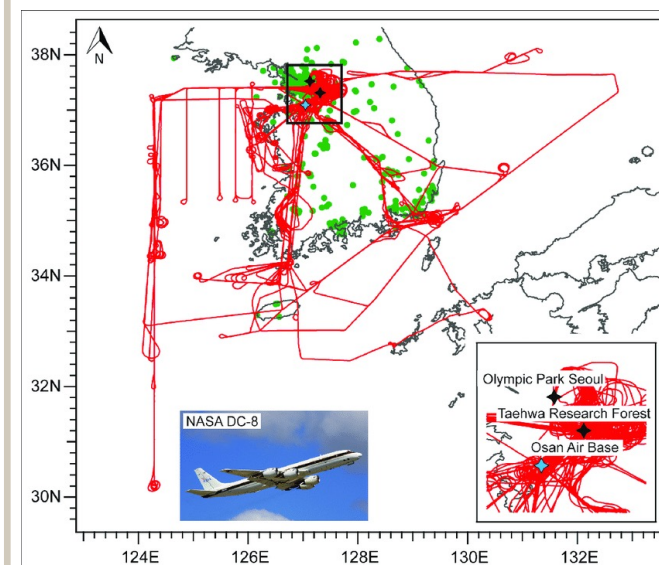 N
38N
36N
34N
32N
30N
Olympic Park Seoul
Taehwa Research Forest
Osan Air Base
NASA DC-8
124E
126E
128E
130E
132E